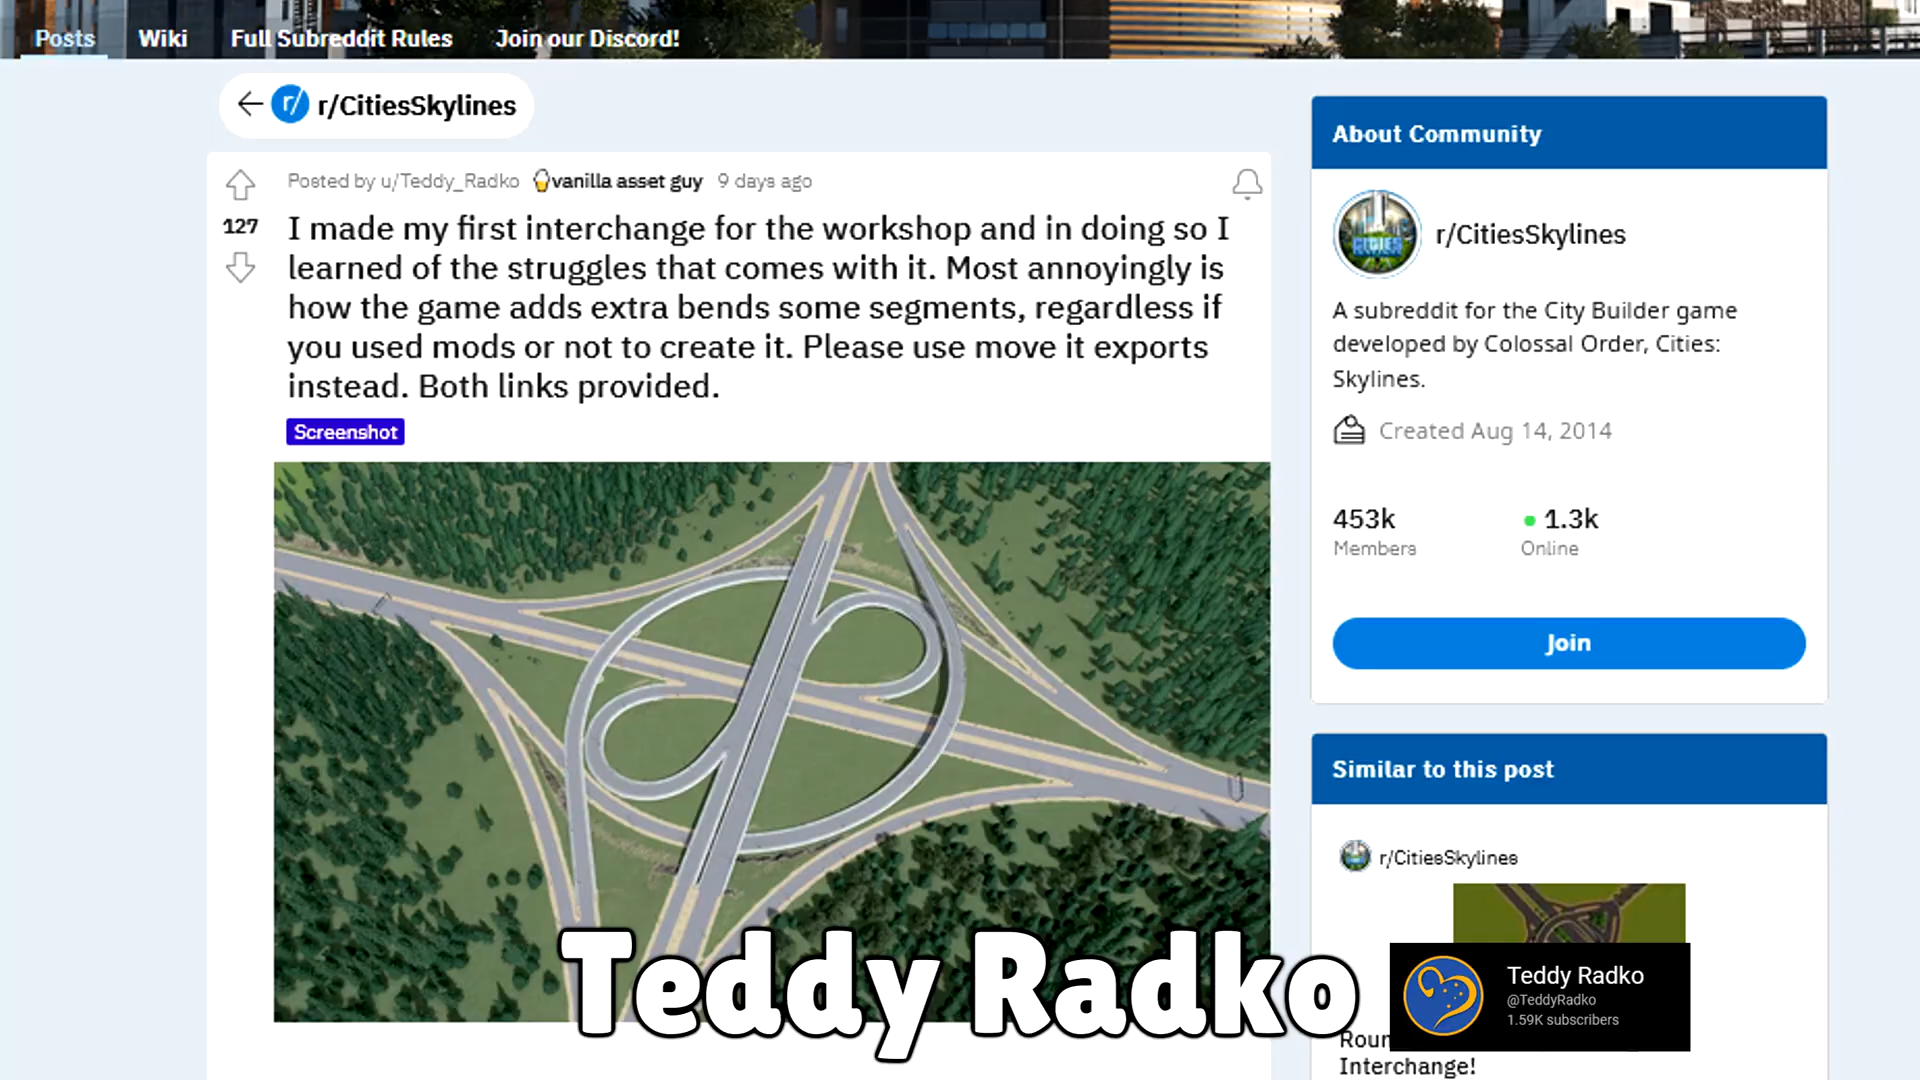 Posts Wiki Full Subreddit Rules Join our Discord!
r/ r/CitiesSkylines
Posted by u/Teddy_Radko vanilla asset guy 9 days ago
127
I made my first interchange for the workshop and in doing so I
learned of the struggles that comes with it. Most annoyingly is
how the game adds extra bends some segments, regardless if
you used mods or not to create it. Please use move it exports
instead. Both links provided.
Screenshot
Teddy Radko
About Community
CITIES
r/CitiesSkylines
A subreddit for the City Builder game
developed by Colossal Order, Cities:
Skylines.
Created Aug 14, 2014
453k 1.3k
Members Online
Join
Similar to this post
r/CitiesSkylines
Teddy Radko
@TeddyRadko
1.59K subscribers
Interchange!